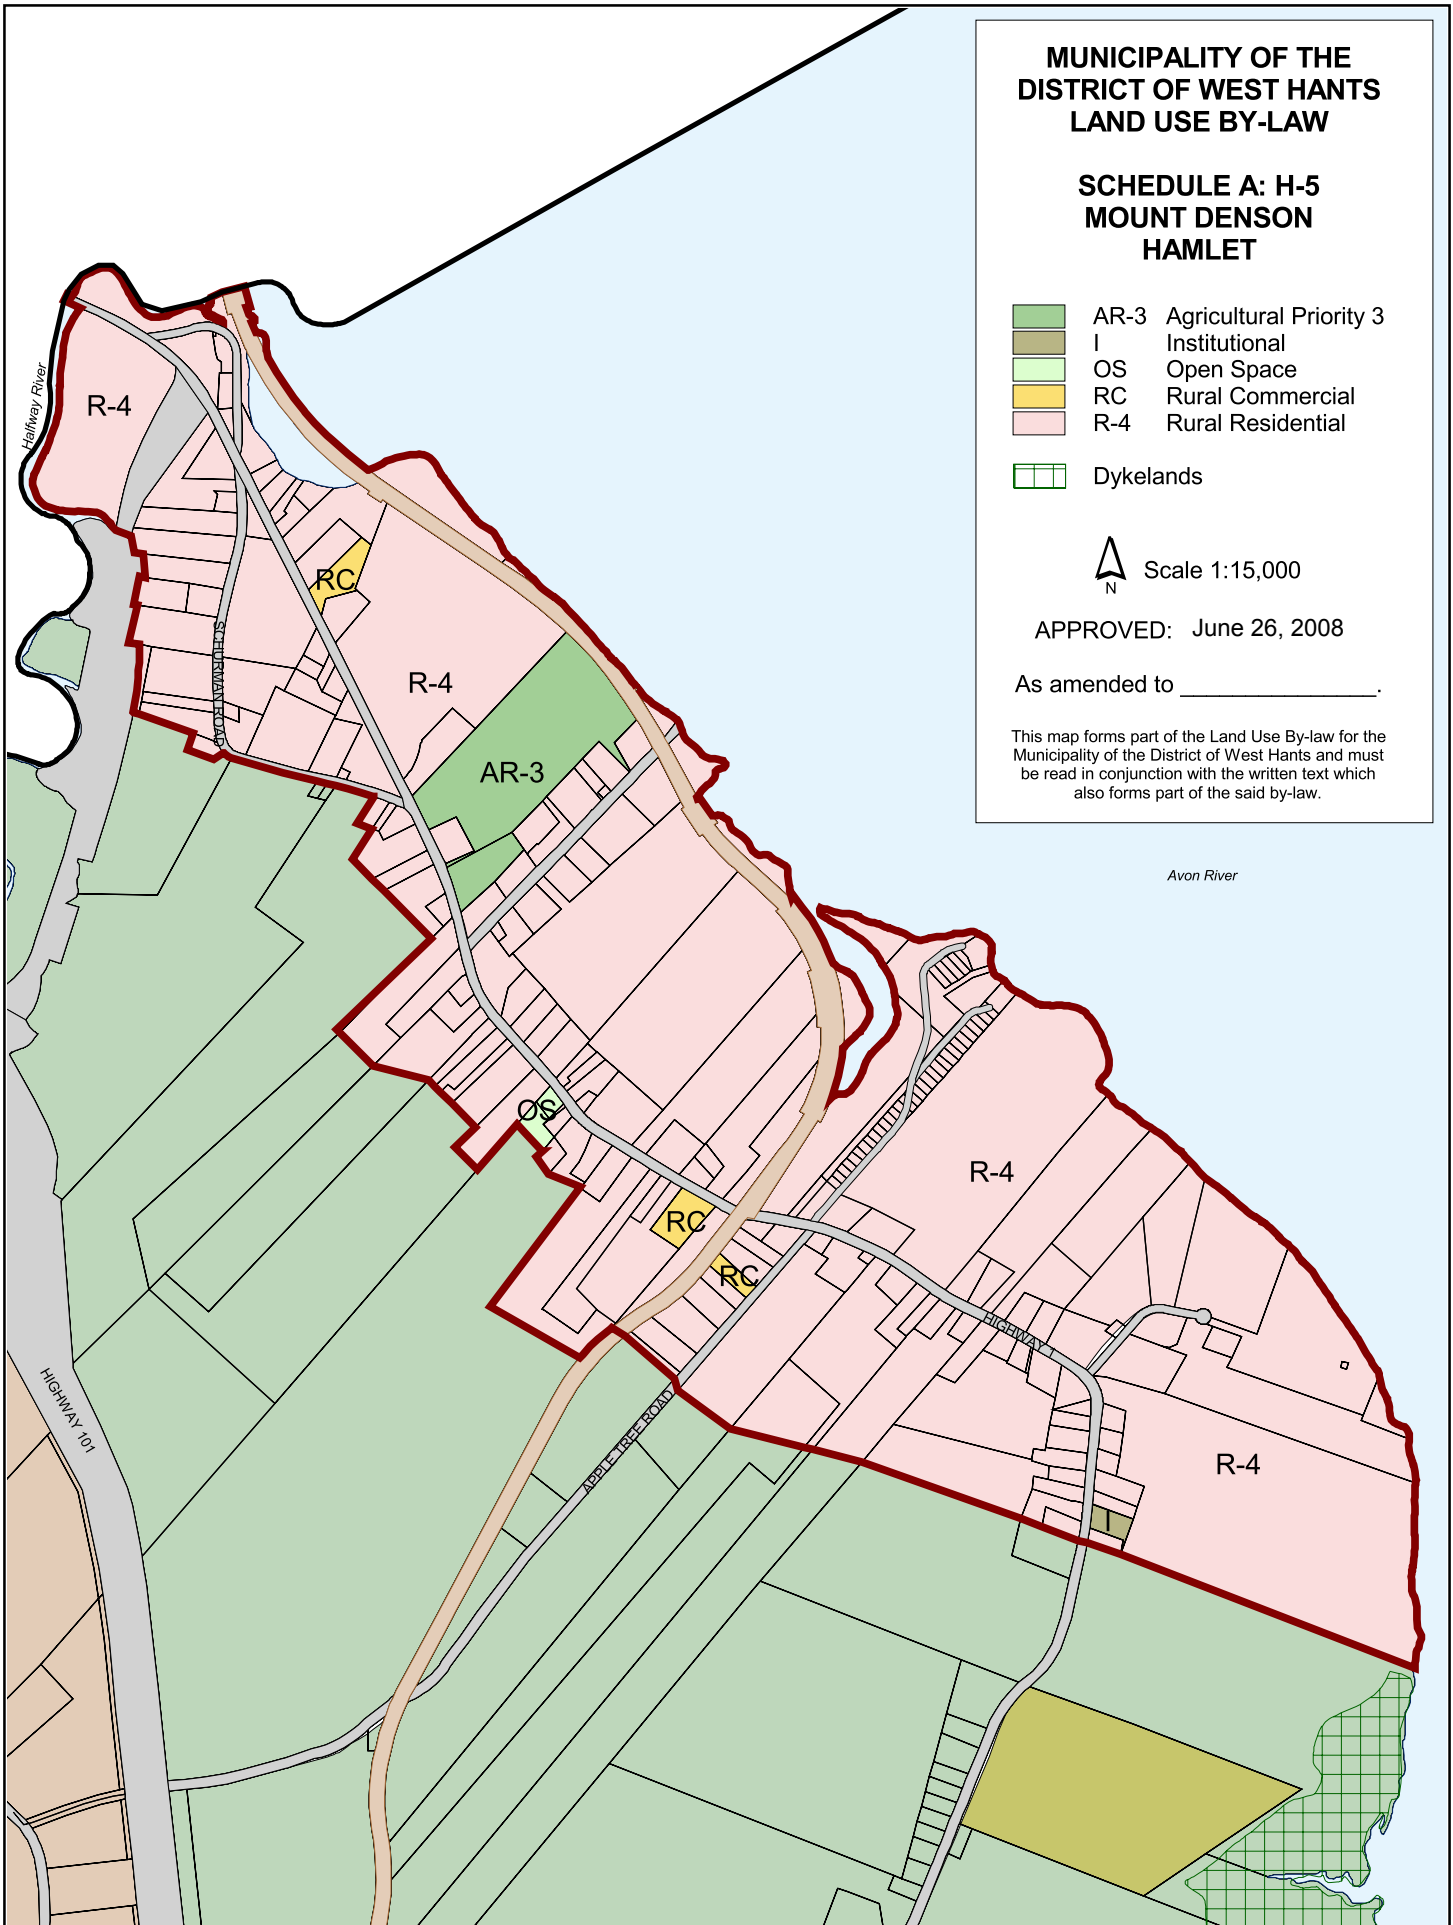 MUNICIPALITY OF THE
DISTRICT OF WEST HANTS
LAND USE BY-LAW
SCHEDULE A: H-5
MOUNT DENSON
HAMLET
AR-3 Agricultural Priority 3
I Institutional
OS Open Space
RC Rural Commercial
R-4 Rural Residential
Dykelands
N
Scale 1:15,000
APPROVED: June 26, 2008
As amended to _______________.
This map forms part of the Land Use By-law for the
Municipality of the District of West Hants and must
be read in conjunction with the written text which
also forms part of the said by-law.
Halfway River
R-4
RC
SCHURMAN ROAD
R-4
AR-3
Avon River
OS
R-4
RC
RC
HIGHWAY 1
HIGHWAY 101
APPLE TREE ROAD
R-4
I